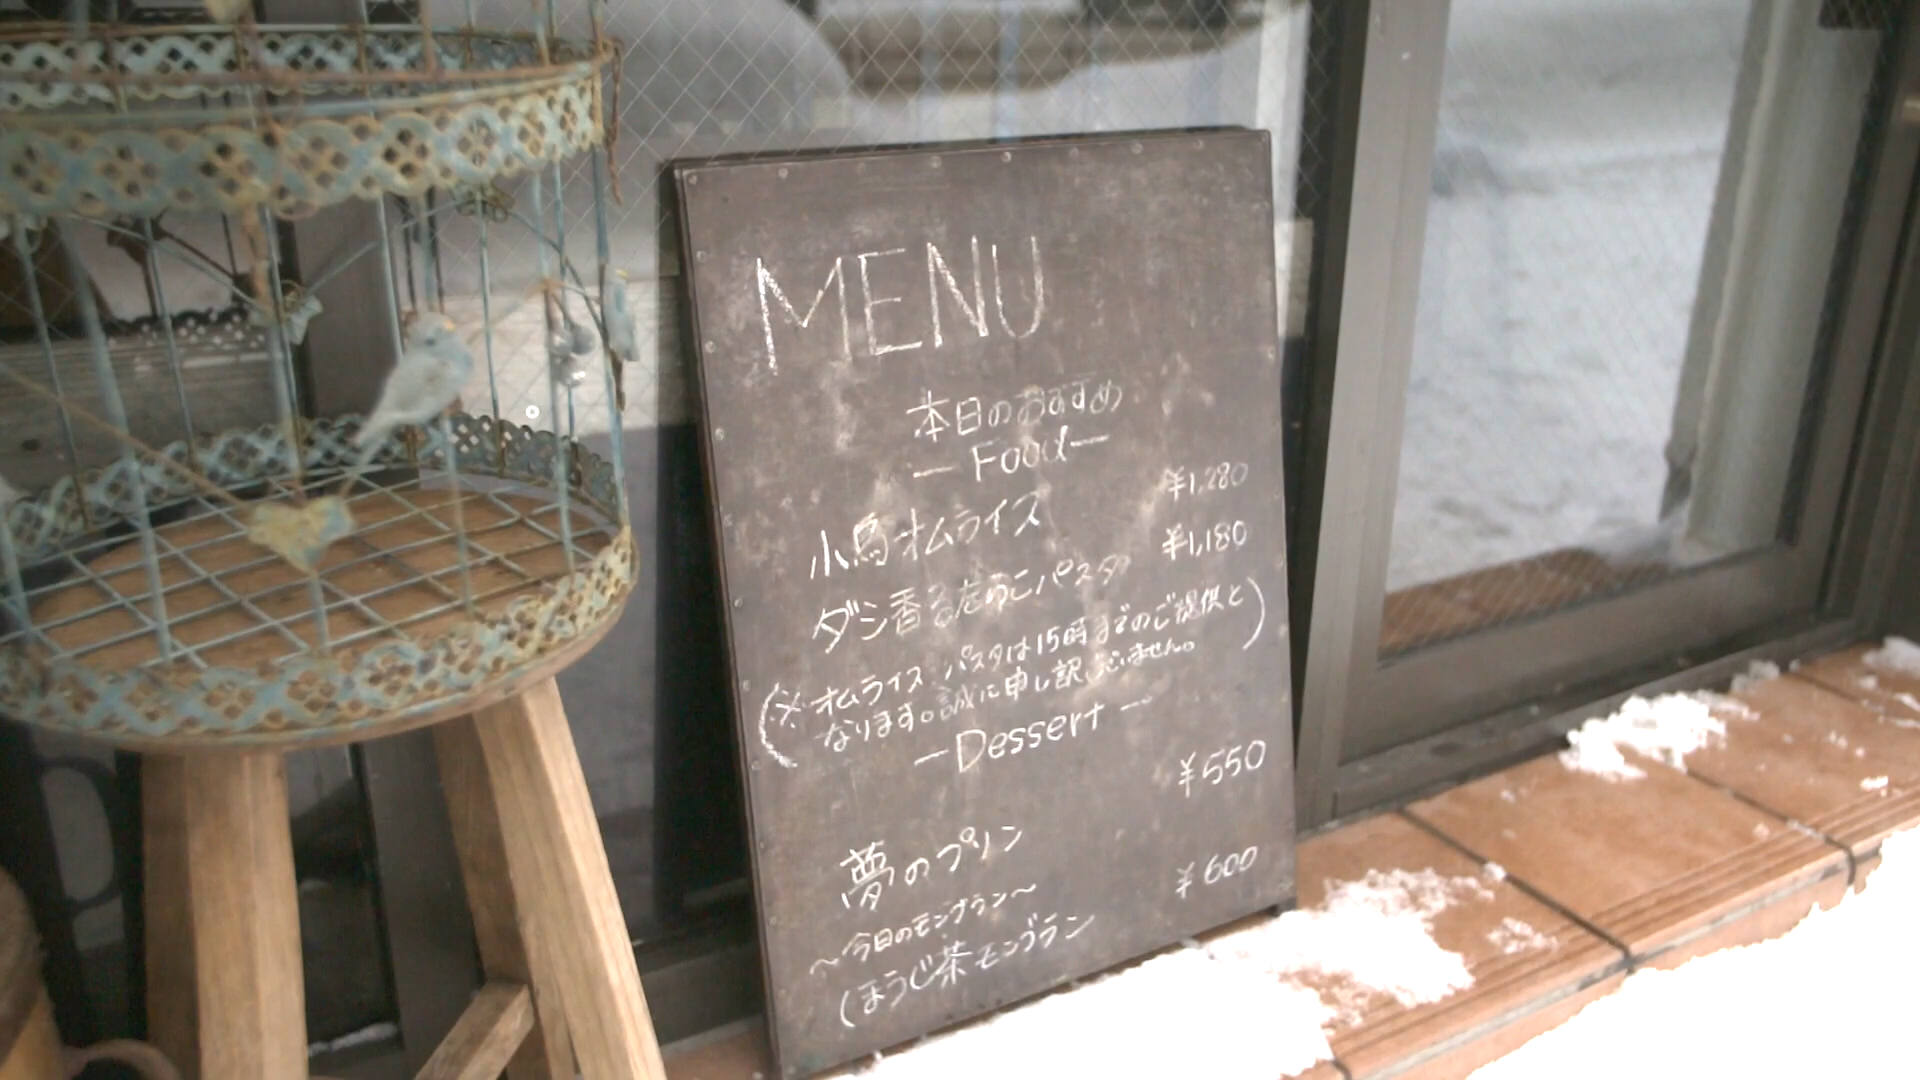 MENU
本日のおすすめ
— Food —
小鳥オムライス ¥1,280
ダシ香るたらこパスタ ¥1,180
(※オムライス、パスタは15時までのご提供と
なります。誠に申し訳ございません。)
— Dessert —
夢のプリン ¥550
〜今日のモンブラン〜
(ほうじ茶モンブラン ¥600